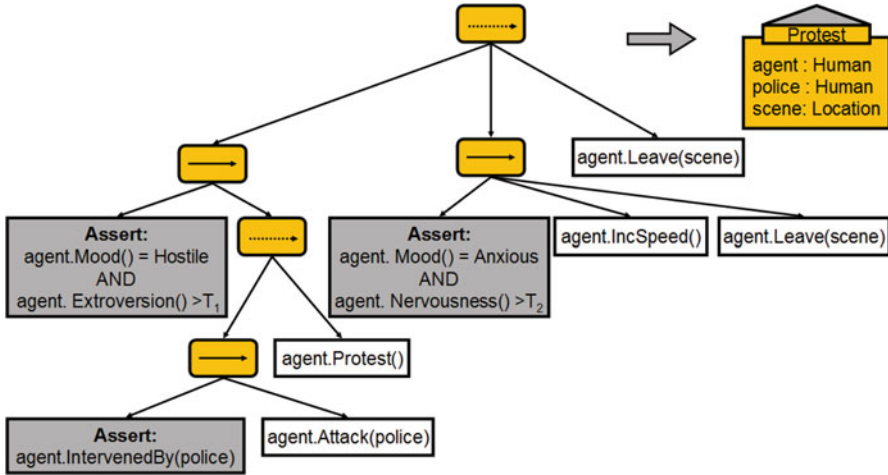 Protest
agent : Human
police : Human
scene: Location
agent.Leave(scene)
Assert:
agent.Mood() = Hostile
AND
agent. Extroversion() >T1
Assert:
agent. Mood() = Anxious
AND
agent. Nervousness() >T2
agent.IncSpeed()
agent.Leave(scene)
agent.Protest()
Assert:
agent.IntervenedBy(police)
agent.Attack(police)